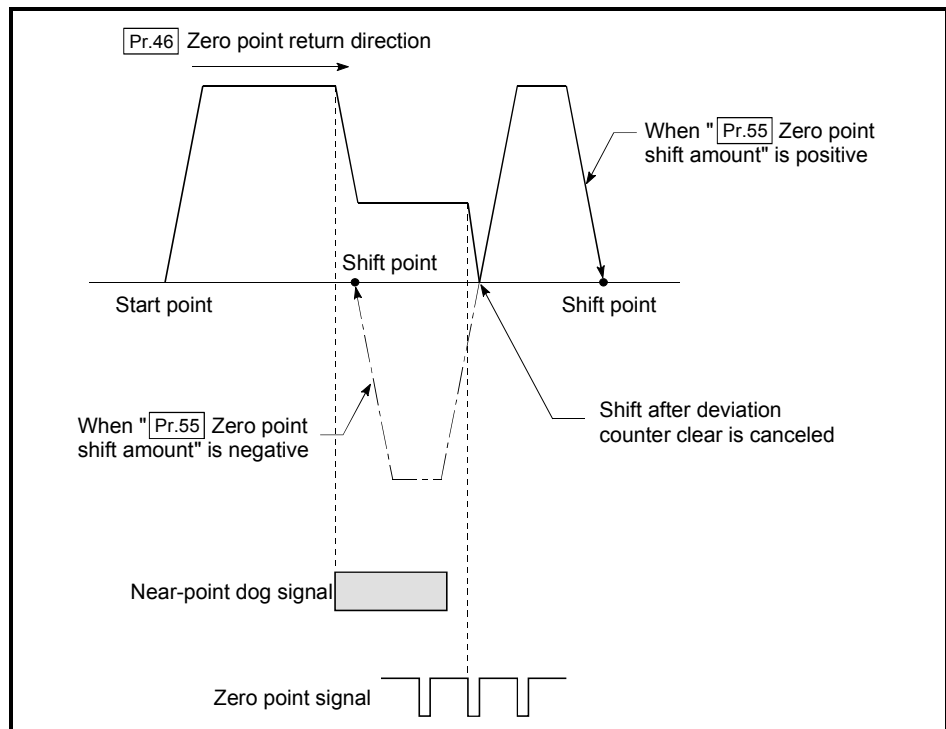 Pr.46 Zero point return direction
When " Pr.55 Zero point
shift amount" is positive
Shift point
Start point
Shift point
When " Pr.55 Zero point
shift amount" is negative
Shift after deviation
counter clear is canceled
Near-point dog signal
Zero point signal